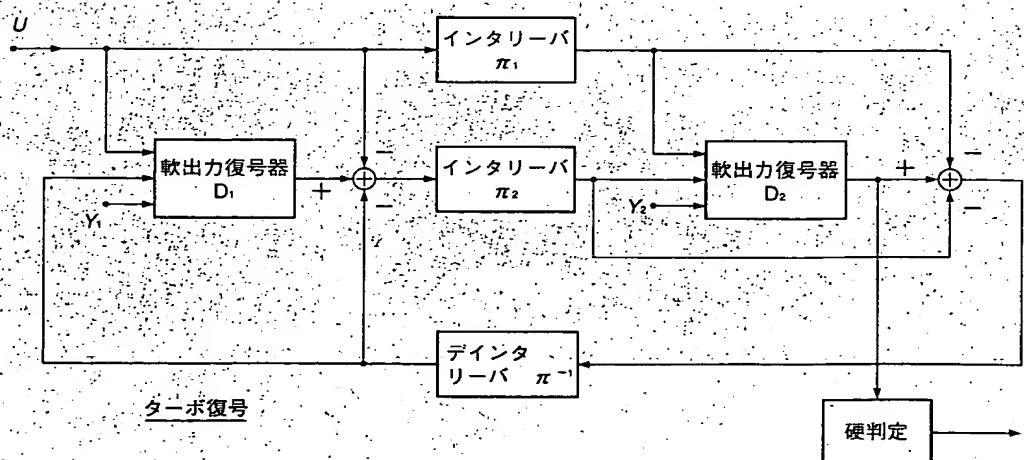 U
インタリーバ
π₁
軟出力復号器
D₁
Y₁
+
−
−
インタリーバ
π₂
Y₂
軟出力復号器
D₂
+
−
−
デインタ
リーバ π⁻¹
ターボ復号
硬判定